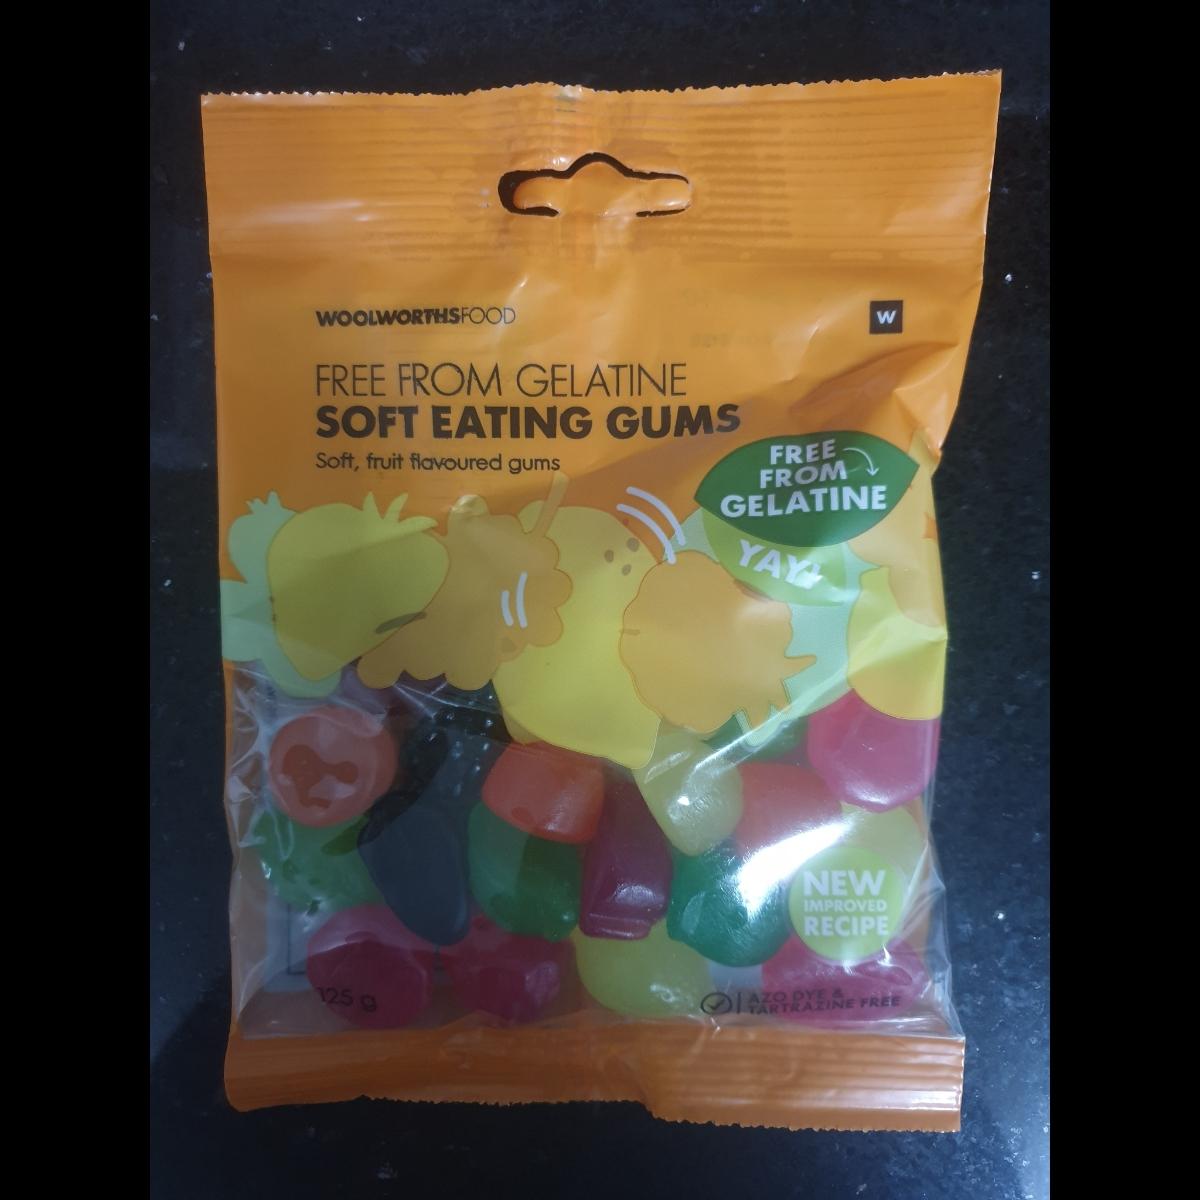 WOOLWORTHSFOOD
W
FREE FROM GELATINE
SOFT EATING GUMS
Soft, fruit flavoured gums
FREE
FROM
GELATINE
YAY!
NEW
IMPROVED
RECIPE
125 g
AZO DYE &
TARTRAZINE FREE